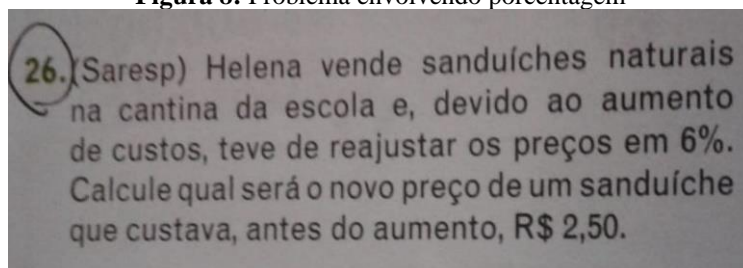 Figura 8: Problema envolvendo porcentagem
26. (Saresp) Helena vende sanduíches naturais
na cantina da escola e, devido ao aumento
de custos, teve de reajustar os preços em 6%.
Calcule qual será o novo preço de um sanduíche
que custava, antes do aumento, R$ 2,50.